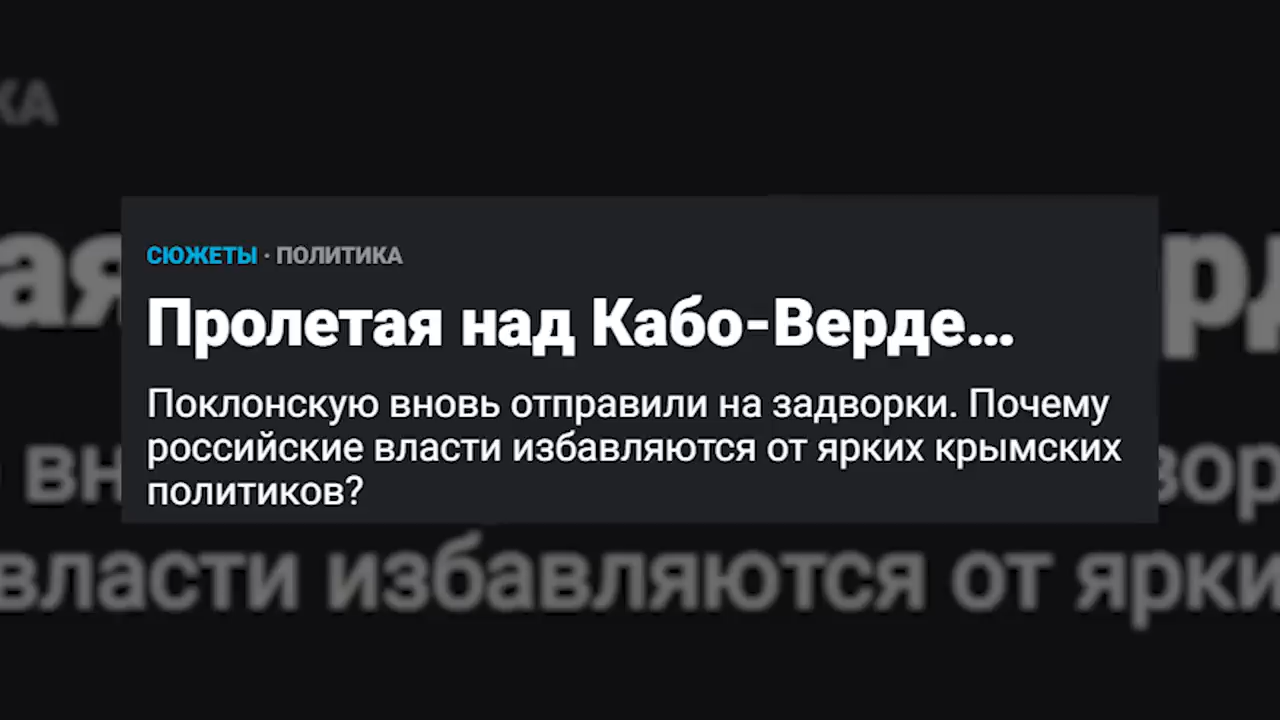 СЮЖЕТЫ · ПОЛИТИКА
Пролетая над Кабо-Верде...
Поклонскую вновь отправили на задворки. Почему
российские власти избавляются от ярких крымских
политиков?